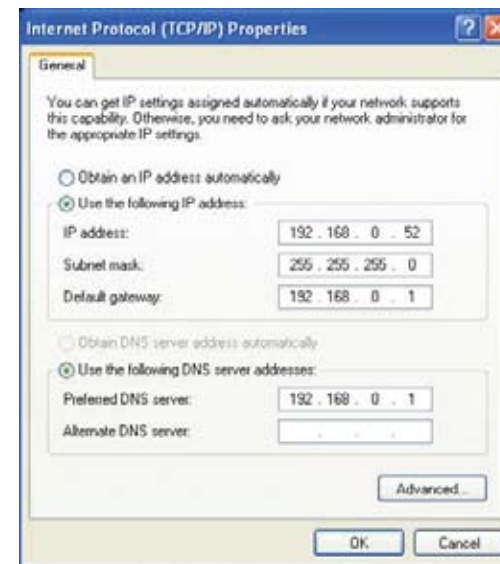 Internet Protocol (TCP/IP) Properties
General
You can get IP settings assigned automatically if your network supports
this capability. Otherwise, you need to ask your network administrator for
the appropriate IP settings.
Obtain an IP address automatically
Use the following IP address:
IP address: 192 . 168 . 0 . 52
Subnet mask: 255 . 255 . 255 . 0
Default gateway: 192 . 168 . 0 . 1
Obtain DNS server address automatically
Use the following DNS server addresses:
Preferred DNS server: 192 . 168 . 0 . 1
Alternate DNS server: . . .
Advanced...
OK Cancel